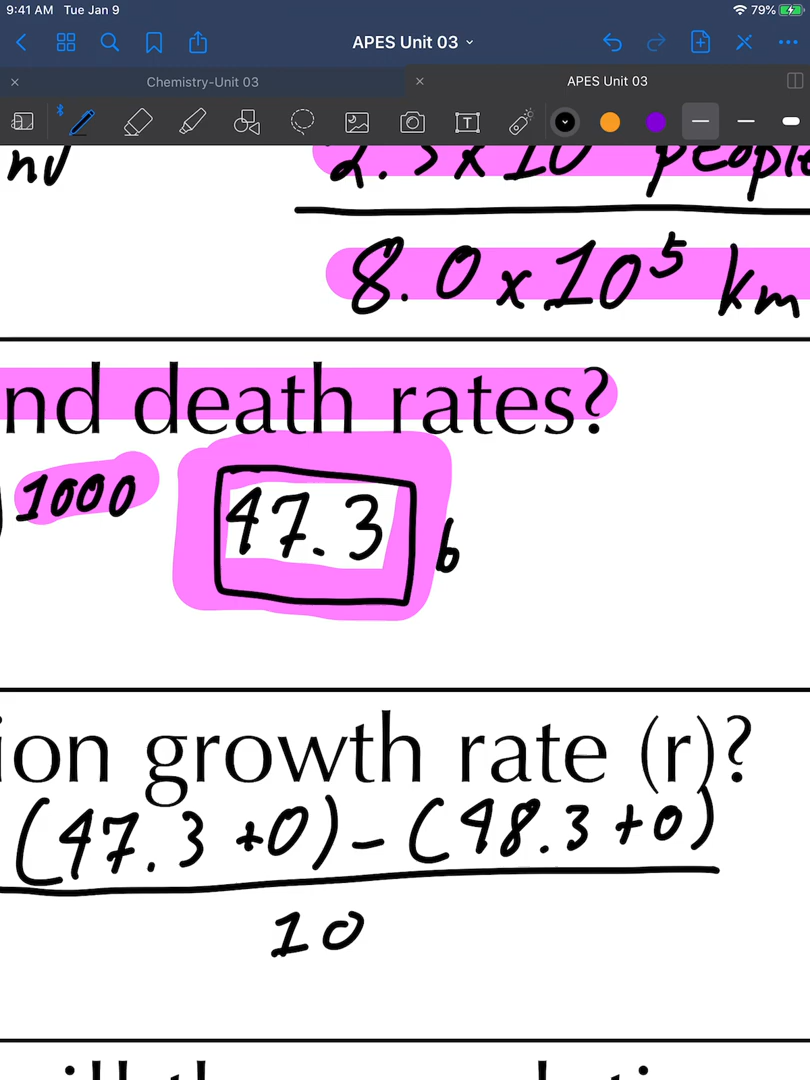 9:41 AM Tue Jan 9 79%
APES Unit 03
Chemistry-Unit 03
APES Unit 03
people
8.0 x 10⁵ km
nd death rates?
1000 47.3 b
ion growth rate (r)?
(47.3 +0) - (48.3 +0)
10